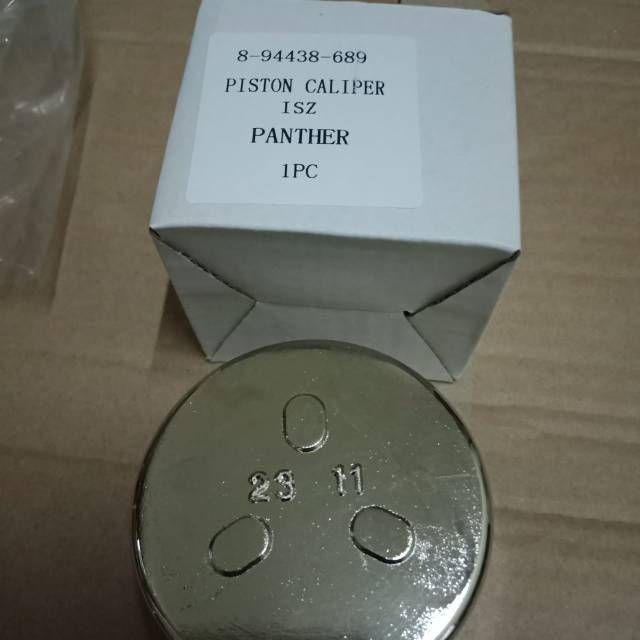 8-94438-689
PISTON CALIPER
ISZ
PANTHER
1PC
23 11